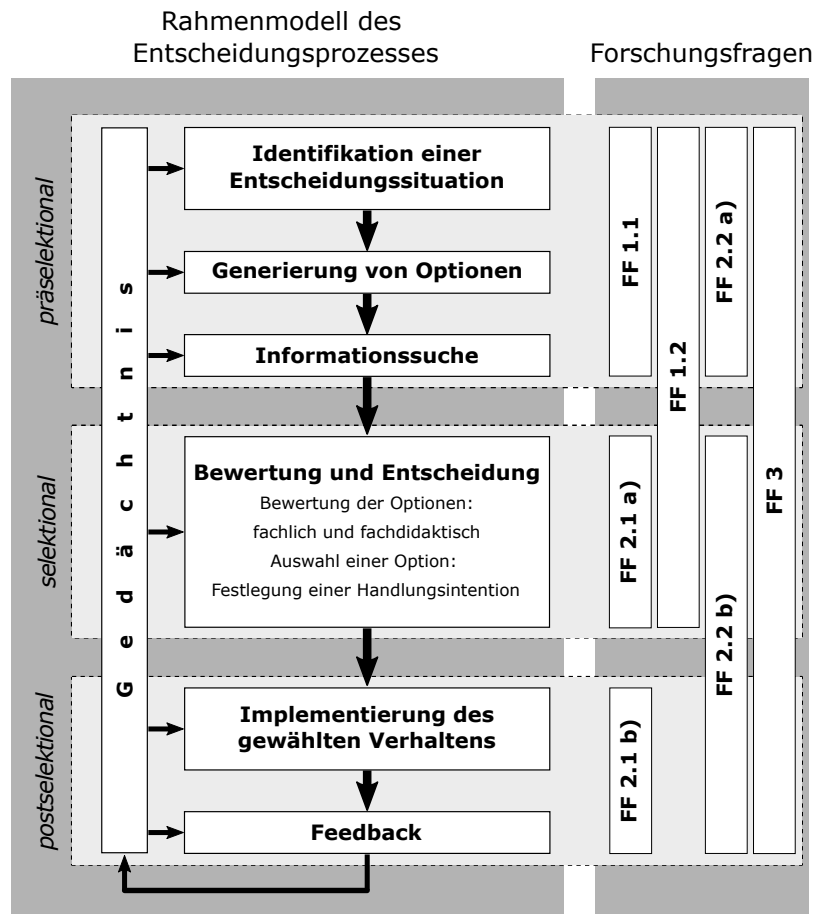 Rahmenmodell des
Entscheidungsprozesses
Forschungsfragen
präselektional
selektional
postselektional
Gedächtnis
Identifikation einer
Entscheidungssituation
Generierung von Optionen
Informationssuche
Bewertung und Entscheidung
Bewertung der Optionen:
fachlich und fachdidaktisch
Auswahl einer Option:
Festlegung einer Handlungsintention
Implementierung des
gewählten Verhaltens
Feedback
FF 1.1
FF 1.2
FF 2.2 a)
FF 3
FF 2.1 a)
FF 2.2 b)
FF 2.1 b)